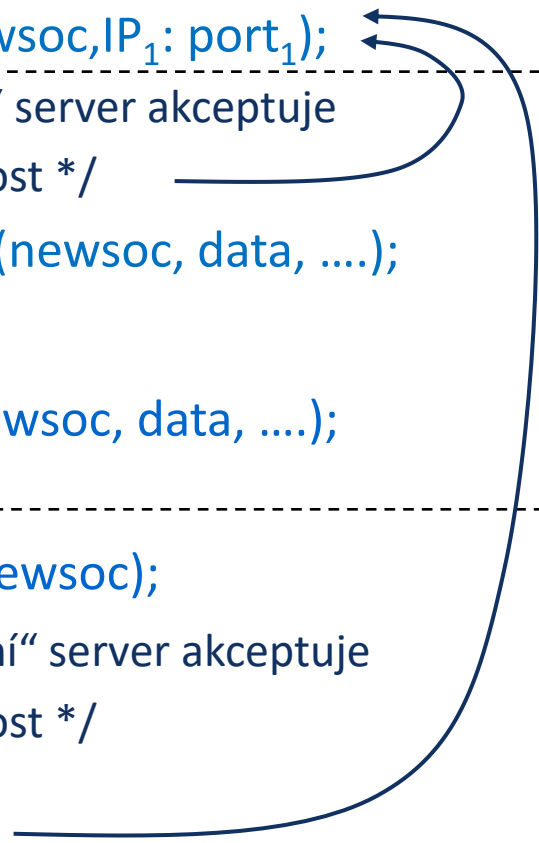 wsoc,IP₁: port₁);
“ server akceptuje
ost */
(newsoc, data, ….);
wsoc, data, ….);
ewsoc);
ní“ server akceptuje
ost */